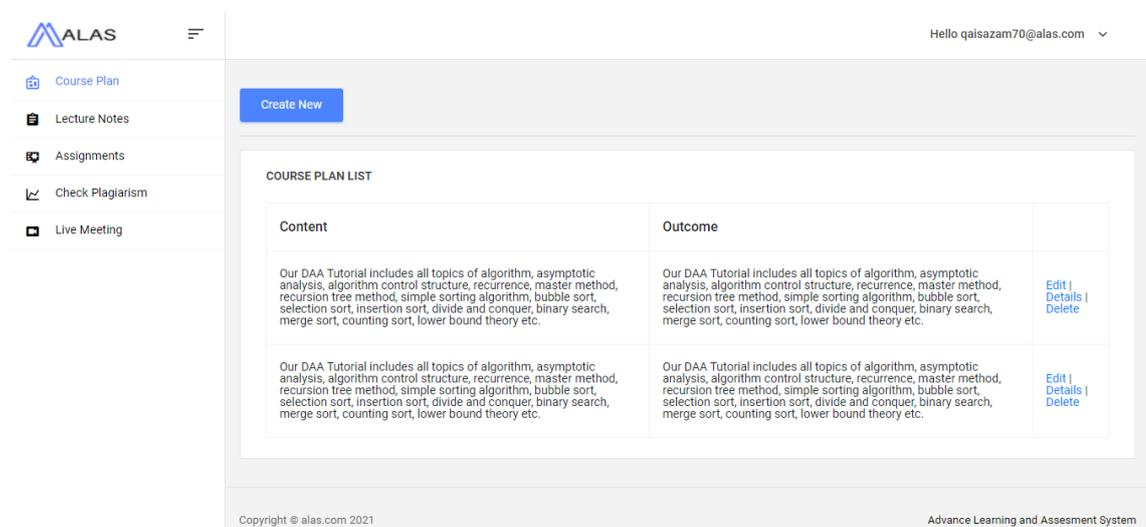 ALAS
Hello qaisazam70@alas.com
Course Plan
Lecture Notes
Assignments
Check Plagiarism
Live Meeting
Create New
COURSE PLAN LIST
Content
Outcome
Our DAA Tutorial includes all topics of algorithm, asymptotic
analysis, algorithm control structure, recurrence, master method,
recursion tree method, simple sorting algorithm, bubble sort,
selection sort, insertion sort, divide and conquer, binary search,
merge sort, counting sort, lower bound theory etc.
Our DAA Tutorial includes all topics of algorithm, asymptotic
analysis, algorithm control structure, recurrence, master method,
recursion tree method, simple sorting algorithm, bubble sort,
selection sort, insertion sort, divide and conquer, binary search,
merge sort, counting sort, lower bound theory etc.
Edit |
Details |
Delete
Our DAA Tutorial includes all topics of algorithm, asymptotic
analysis, algorithm control structure, recurrence, master method,
recursion tree method, simple sorting algorithm, bubble sort,
selection sort, insertion sort, divide and conquer, binary search,
merge sort, counting sort, lower bound theory etc.
Our DAA Tutorial includes all topics of algorithm, asymptotic
analysis, algorithm control structure, recurrence, master method,
recursion tree method, simple sorting algorithm, bubble sort,
selection sort, insertion sort, divide and conquer, binary search,
merge sort, counting sort, lower bound theory etc.
Edit |
Details |
Delete
Copyright © alas.com 2021
Advance Learning and Assesment System